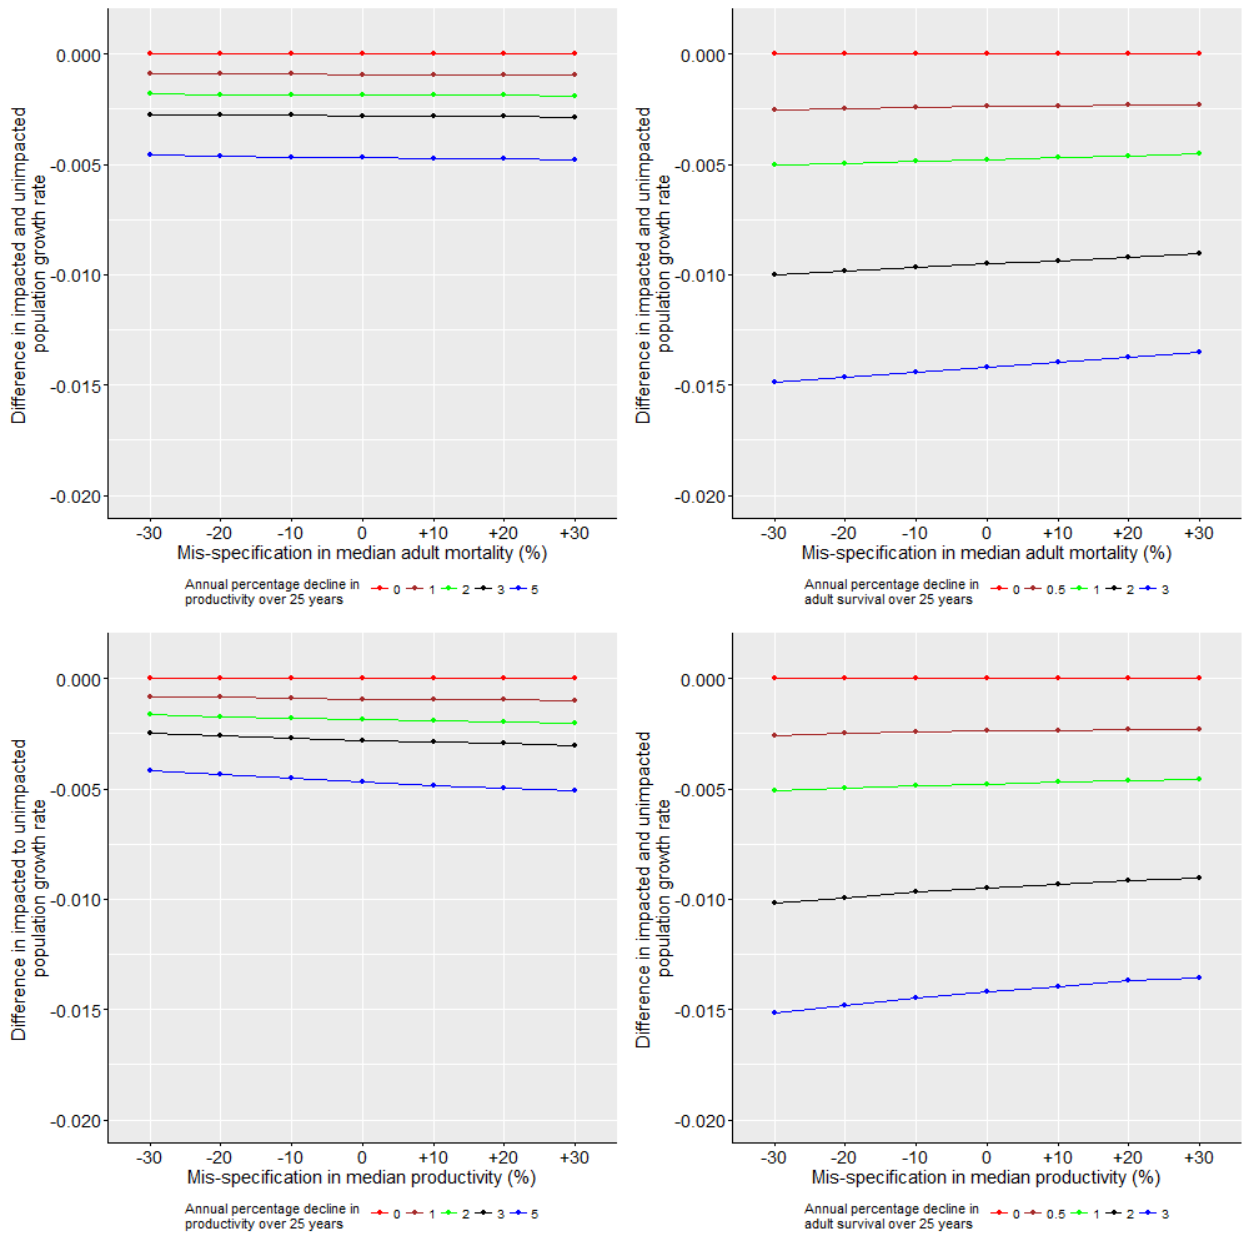 Difference in impacted and unimpacted
population growth rate
0.000
-0.005
-0.010
-0.015
-0.020
-30 -20 -10 0 +10 +20 +30
Mis-specification in median adult mortality (%)
Annual percentage decline in
productivity over 25 years
0 1 2 3 5
Difference in impacted and unimpacted
population growth rate
0.000
-0.005
-0.010
-0.015
-0.020
-30 -20 -10 0 +10 +20 +30
Mis-specification in median adult mortality (%)
Annual percentage decline in
adult survival over 25 years
0 0.5 1 2 3
Difference in impacted to unimpacted
population growth rate
0.000
-0.005
-0.010
-0.015
-0.020
-30 -20 -10 0 +10 +20 +30
Mis-specification in median productivity (%)
Annual percentage decline in
productivity over 25 years
0 1 2 3 5
Difference in impacted and unimpacted
population growth rate
0.000
-0.005
-0.010
-0.015
-0.020
-30 -20 -10 0 +10 +20 +30
Mis-specification in median productivity (%)
Annual percentage decline in
adult survival over 25 years
0 0.5 1 2 3